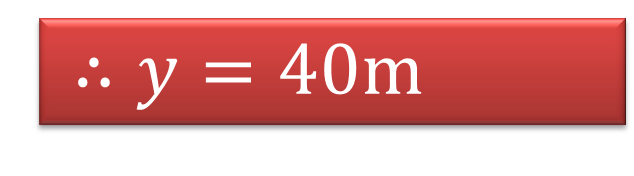 ∴ y = 40m